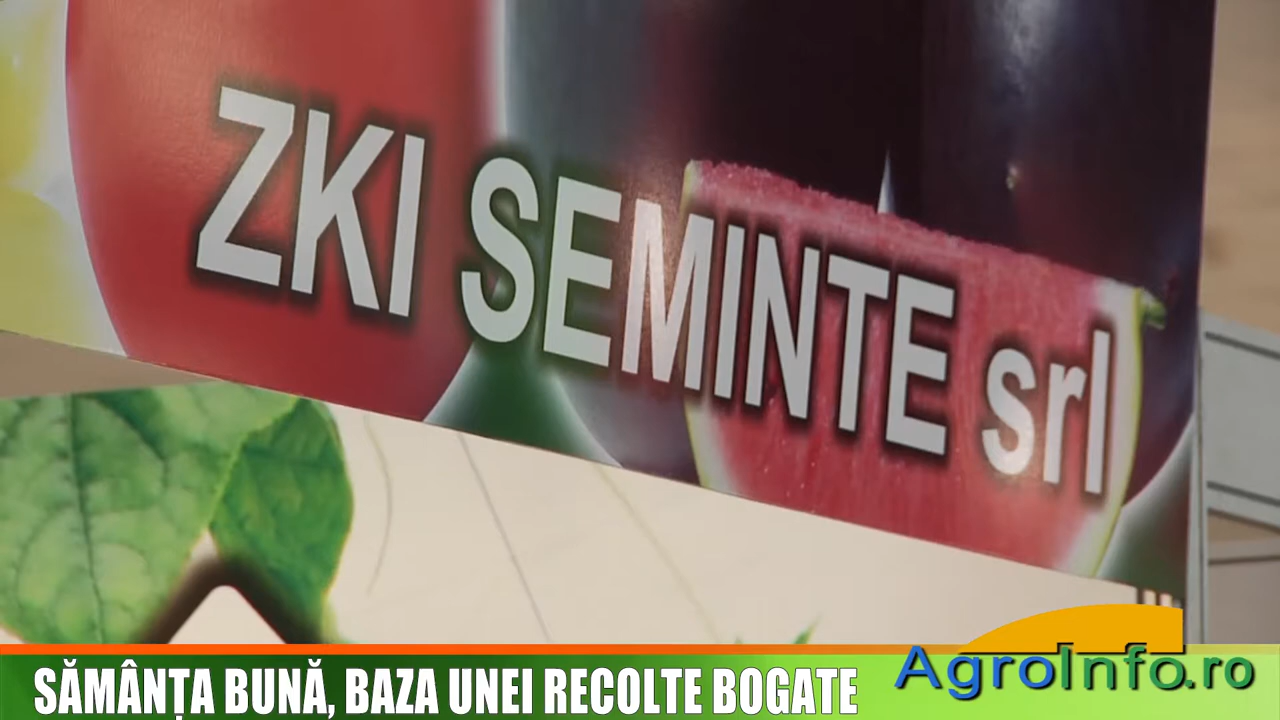 ZKI SEMINTE srl
SĂMÂNȚA BUNĂ, BAZA UNEI RECOLTE BOGATE
AgroInfo.ro